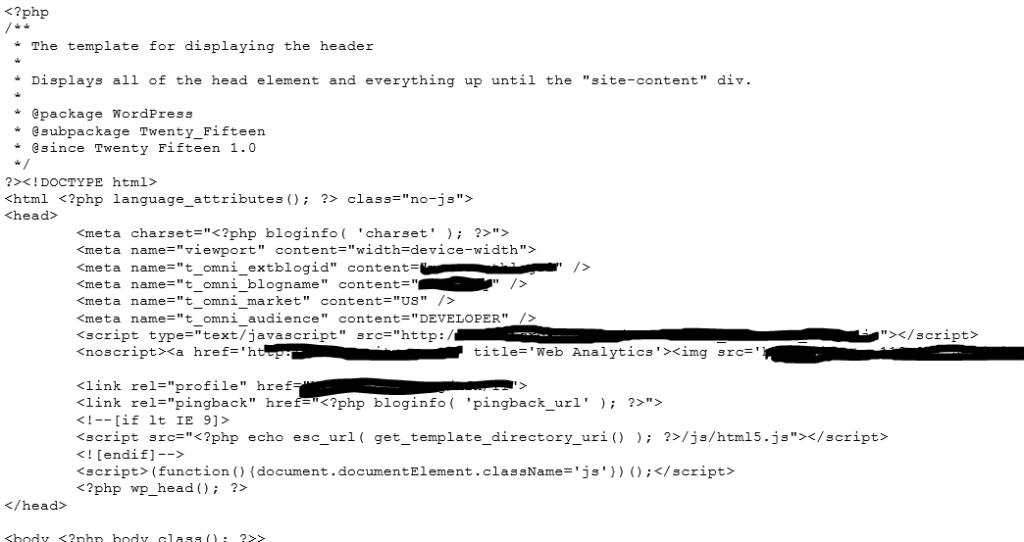 <?php
/**
 * The template for displaying the header
 *
 * Displays all of the head element and everything up until the "site-content" div.
 *
 * @package WordPress
 * @subpackage Twenty_Fifteen
 * @since Twenty Fifteen 1.0
 */
?><!DOCTYPE html>
<html <?php language_attributes(); ?> class="no-js">
<head>
<meta charset="<?php bloginfo( 'charset' ); ?>">
<meta name="viewport" content="width=device-width">
<meta name="t_omni_extblogid" content=" " />
<meta name="t_omni_blogname" content=" " />
<meta name="t_omni_market" content="US" />
<meta name="t_omni_audience" content="DEVELOPER" />
<script type="text/javascript" src="http:/ "></script>
<noscript><a href='http: title='Web Analytics'><img src='
<link rel="profile" href= ">
<link rel="pingback" href="<?php bloginfo( 'pingback_url' ); ?>">
<!--[if lt IE 9]>
<script src="<?php echo esc_url( get_template_directory_uri() ); ?>/js/html5.js"></script>
<![endif]-->
<script>(function(){document.documentElement.className='js'})();</script>
<?php wp_head(); ?>
</head>
<body <?php body_class(); ?>>